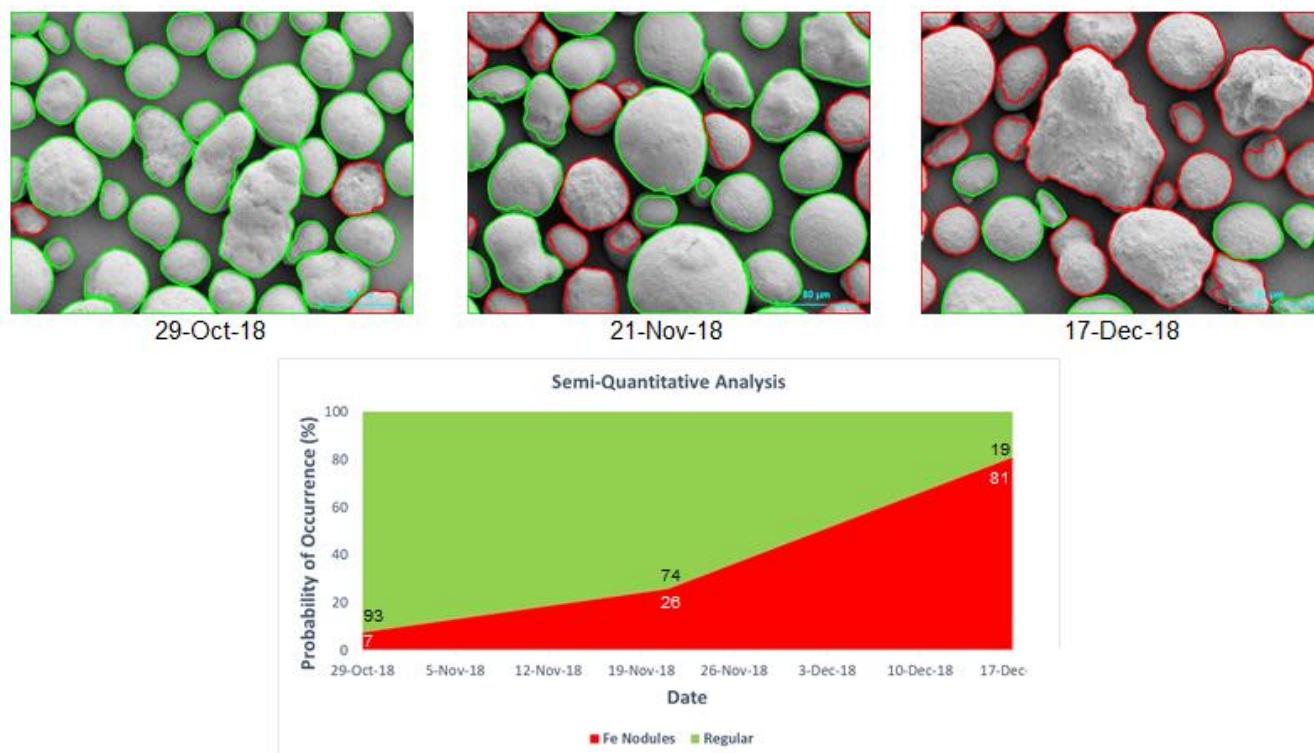 80 µm
29-Oct-18
21-Nov-18
17-Dec-18
Semi-Quantitative Analysis
Probability of Occurrence (%)
100
80
60
40
20
0
93
7
74
26
19
81
29-Oct-18 5-Nov-18 12-Nov-18 19-Nov-18 26-Nov-18 3-Dec-18 10-Dec-18 17-Dec-
Date
Fe Nodules Regular